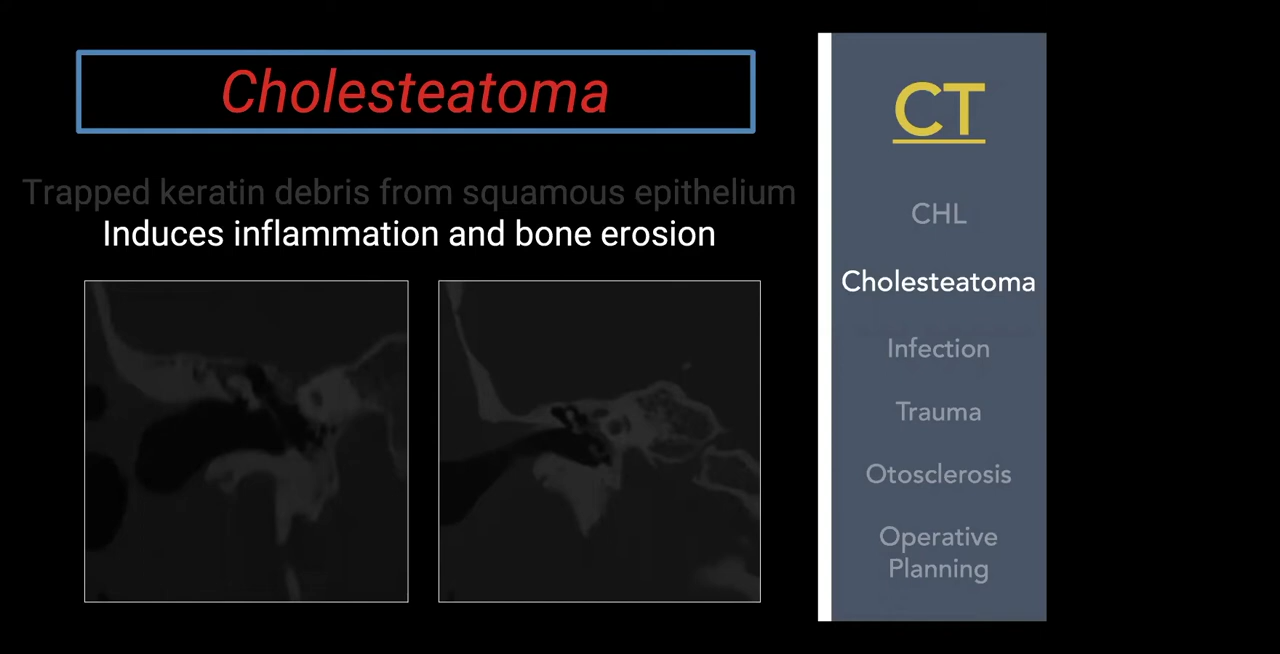 Cholesteatoma
Trapped keratin debris from squamous epithelium
Induces inflammation and bone erosion
CT
CHL
Cholesteatoma
Infection
Trauma
Otosclerosis
Operative
Planning